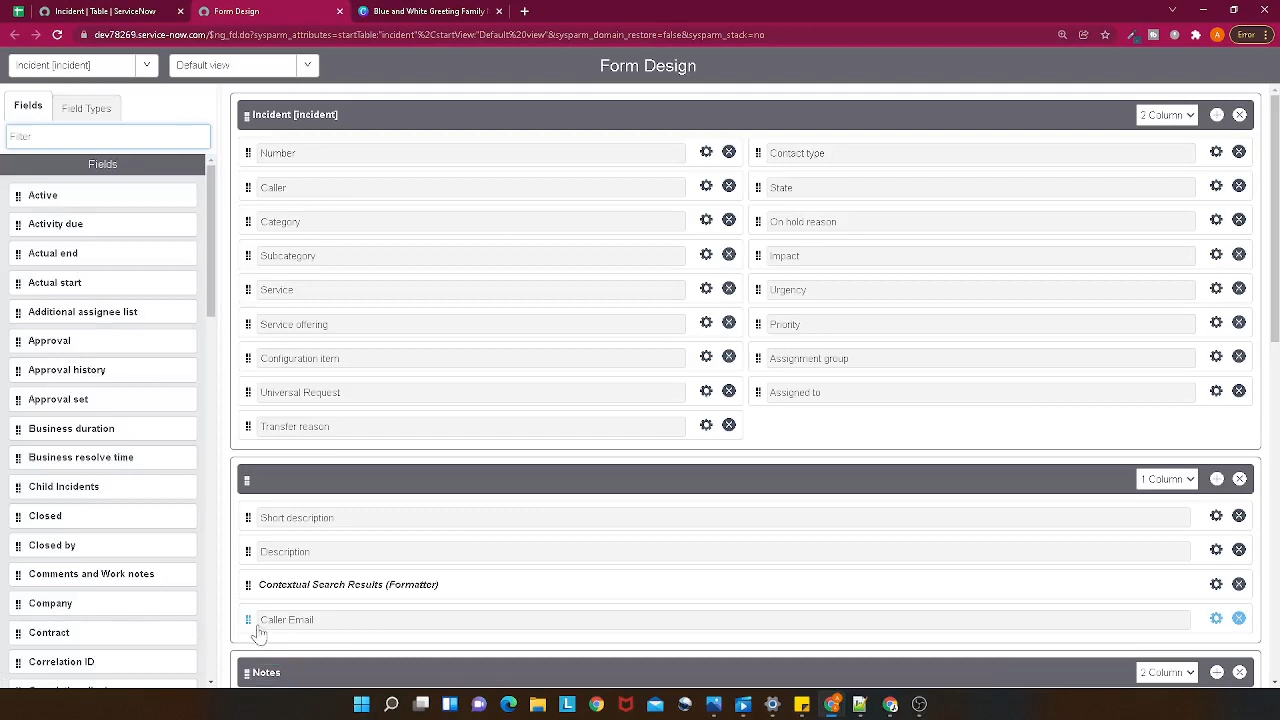 Incident | Table | ServiceNow
Form Design
Blue and White Greeting Family
dev78269.service-now.com/$ng_fd.do?sysparm_attributes=startTable:"incident"%2CstartView:"Default%20view"&sysparm_domain_restore=false&sysparm_stack=no
A
Error
Incident [incident]
Default view
Form Design
Fields
Field Types
Filter
Fields
Active
Activity due
Actual end
Actual start
Additional assignee list
Approval
Approval history
Approval set
Business duration
Business resolve time
Child Incidents
Closed
Closed by
Comments and Work notes
Company
Contract
Correlation ID
Incident [incident]
2 Column
Number
Contact type
Caller
State
Category
On hold reason
Subcategory
Impact
Service
Urgency
Service offering
Priority
Configuration item
Assignment group
Universal Request
Assigned to
Transfer reason
1 Column
Short description
Description
Contextual Search Results (Formatter)
Caller Email
Notes
2 Column